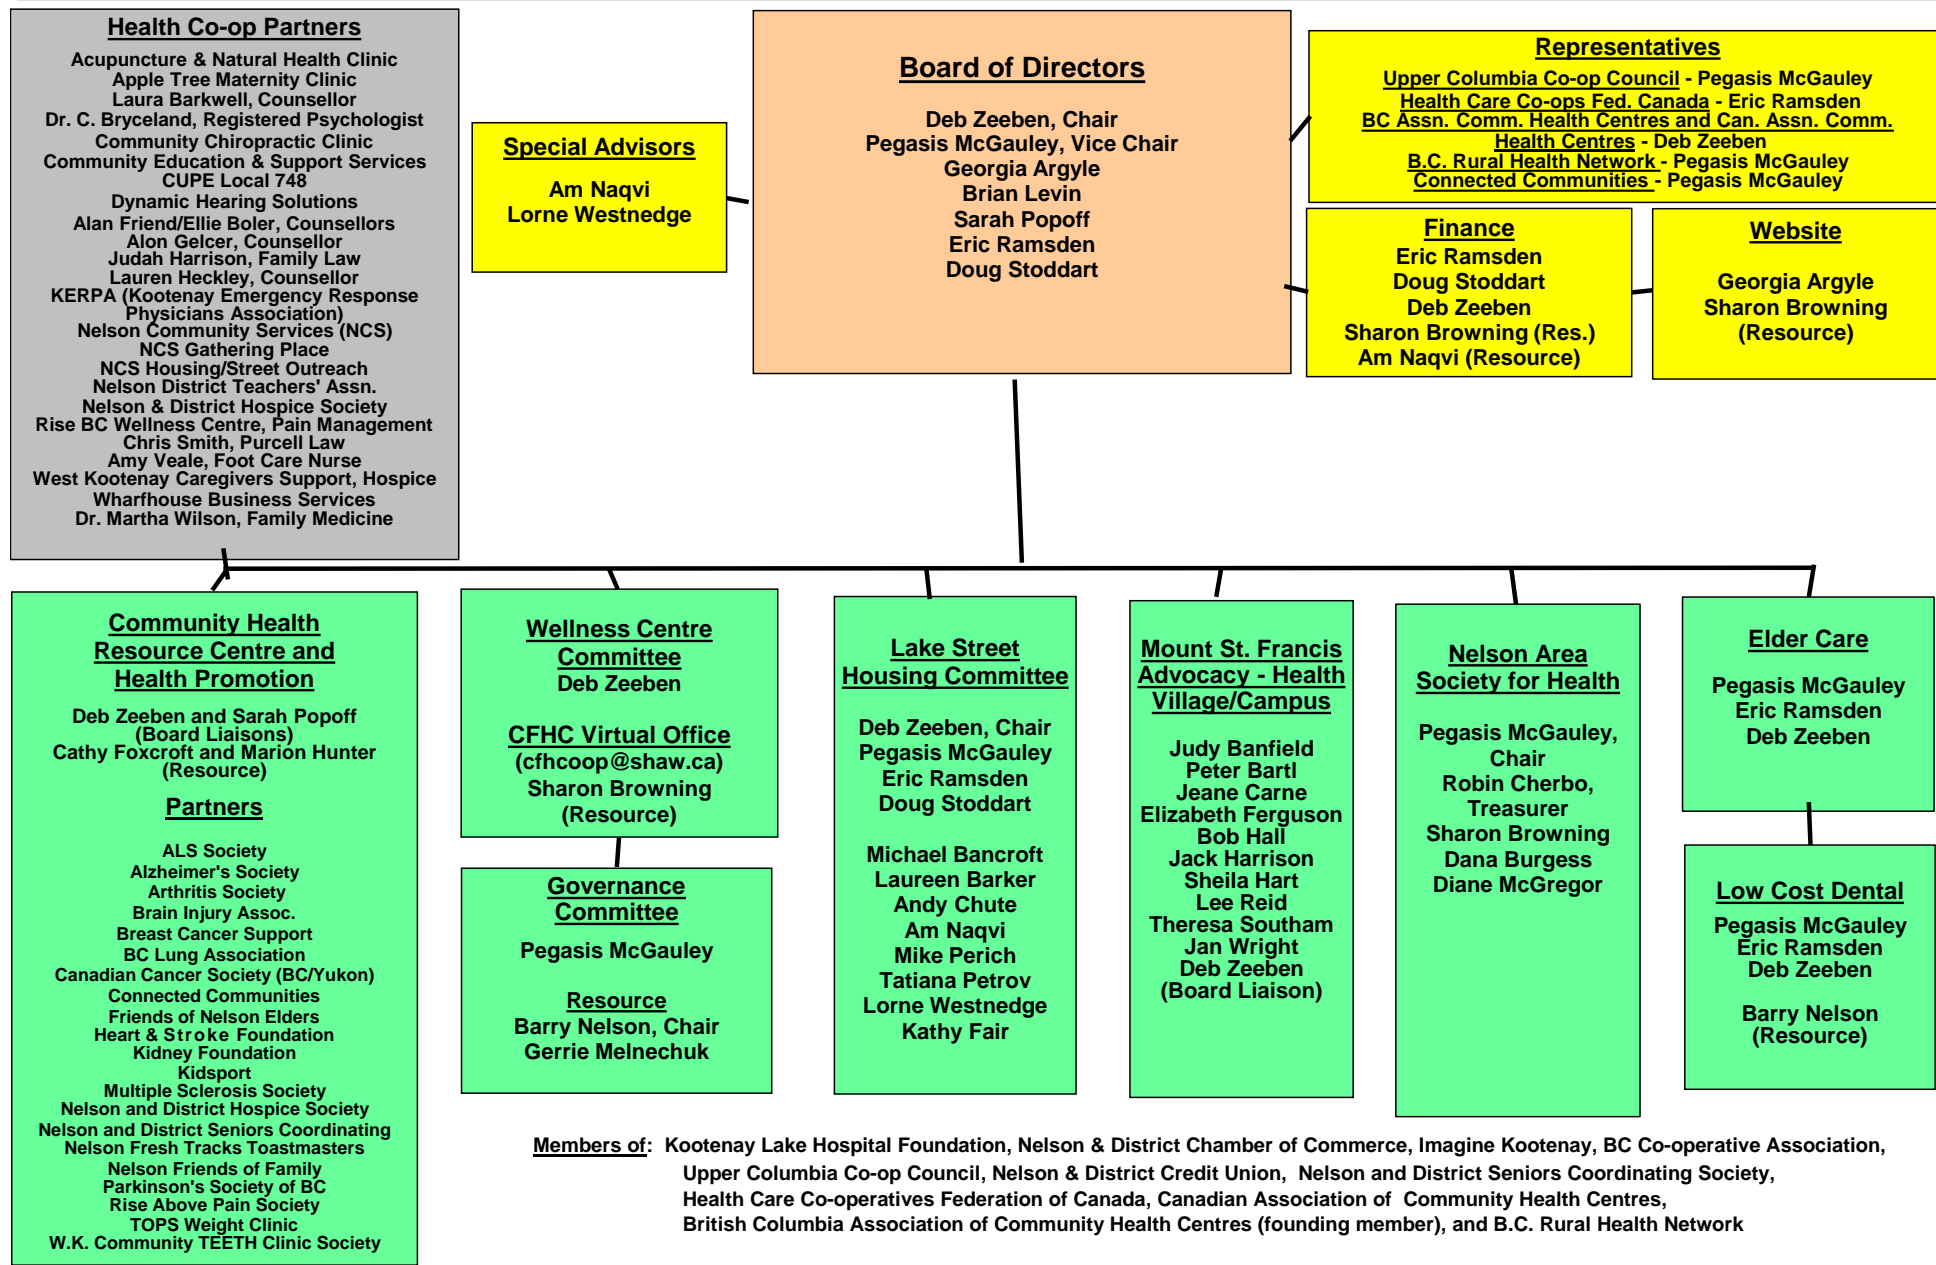 Health Co-op Partners
Acupuncture & Natural Health Clinic
Apple Tree Maternity Clinic
Laura Barkwell, Counsellor
Dr. C. Bryceland, Registered Psychologist
Community Chiropractic Clinic
Community Education & Support Services
CUPE Local 748
Dynamic Hearing Solutions
Alan Friend/Ellie Boler, Counsellors
Alon Gelcer, Counsellor
Judah Harrison, Family Law
Lauren Heckley, Counsellor
KERPA (Kootenay Emergency Response
Physicians Association)
Nelson Community Services (NCS)
NCS Gathering Place
NCS Housing/Street Outreach
Nelson District Teachers' Assn.
Nelson & District Hospice Society
Rise BC Wellness Centre, Pain Management
Chris Smith, Purcell Law
Amy Veale, Foot Care Nurse
West Kootenay Caregivers Support, Hospice
Wharfhouse Business Services
Dr. Martha Wilson, Family Medicine
Special Advisors
Am Naqvi
Lorne Westnedge
Board of Directors
Deb Zeeben, Chair
Pegasis McGauley, Vice Chair
Georgia Argyle
Brian Levin
Sarah Popoff
Eric Ramsden
Doug Stoddart
Representatives
Upper Columbia Co-op Council - Pegasis McGauley
Health Care Co-ops Fed. Canada - Eric Ramsden
BC Assn. Comm. Health Centres and Can. Assn. Comm.
Health Centres - Deb Zeeben
B.C. Rural Health Network - Pegasis McGauley
Connected Communities - Pegasis McGauley
Finance
Eric Ramsden
Doug Stoddart
Deb Zeeben
Sharon Browning (Res.)
Am Naqvi (Resource)
Website
Georgia Argyle
Sharon Browning
(Resource)
Community Health
Resource Centre and
Health Promotion
Deb Zeeben and Sarah Popoff
(Board Liaisons)
Cathy Foxcroft and Marion Hunter
(Resource)
Partners
ALS Society
Alzheimer's Society
Arthritis Society
Brain Injury Assoc.
Breast Cancer Support
BC Lung Association
Canadian Cancer Society (BC/Yukon)
Connected Communities
Friends of Nelson Elders
Heart & Stroke Foundation
Kidney Foundation
Kidsport
Multiple Sclerosis Society
Nelson and District Hospice Society
Nelson and District Seniors Coordinating
Nelson Fresh Tracks Toastmasters
Nelson Friends of Family
Parkinson's Society of BC
Rise Above Pain Society
TOPS Weight Clinic
W.K. Community TEETH Clinic Society
Wellness Centre
Committee
Deb Zeeben
CFHC Virtual Office
(cfhcoop@shaw.ca)
Sharon Browning
(Resource)
Governance
Committee
Pegasis McGauley
Resource
Barry Nelson, Chair
Gerrie Melnechuk
Lake Street
Housing Committee
Deb Zeeben, Chair
Pegasis McGauley
Eric Ramsden
Doug Stoddart
Michael Bancroft
Laureen Barker
Andy Chute
Am Naqvi
Mike Perich
Tatiana Petrov
Lorne Westnedge
Kathy Fair
Mount St. Francis
Advocacy - Health
Village/Campus
Judy Banfield
Peter Bartl
Jeane Carne
Elizabeth Ferguson
Bob Hall
Jack Harrison
Sheila Hart
Lee Reid
Theresa Southam
Jan Wright
Deb Zeeben
(Board Liaison)
Nelson Area
Society for Health
Pegasis McGauley,
Chair
Robin Cherbo,
Treasurer
Sharon Browning
Dana Burgess
Diane McGregor
Elder Care
Pegasis McGauley
Eric Ramsden
Deb Zeeben
Low Cost Dental
Pegasis McGauley
Eric Ramsden
Deb Zeeben
Barry Nelson
(Resource)
Members of: Kootenay Lake Hospital Foundation, Nelson & District Chamber of Commerce, Imagine Kootenay, BC Co-operative Association,
Upper Columbia Co-op Council, Nelson & District Credit Union, Nelson and District Seniors Coordinating Society,
Health Care Co-operatives Federation of Canada, Canadian Association of Community Health Centres,
British Columbia Association of Community Health Centres (founding member), and B.C. Rural Health Network